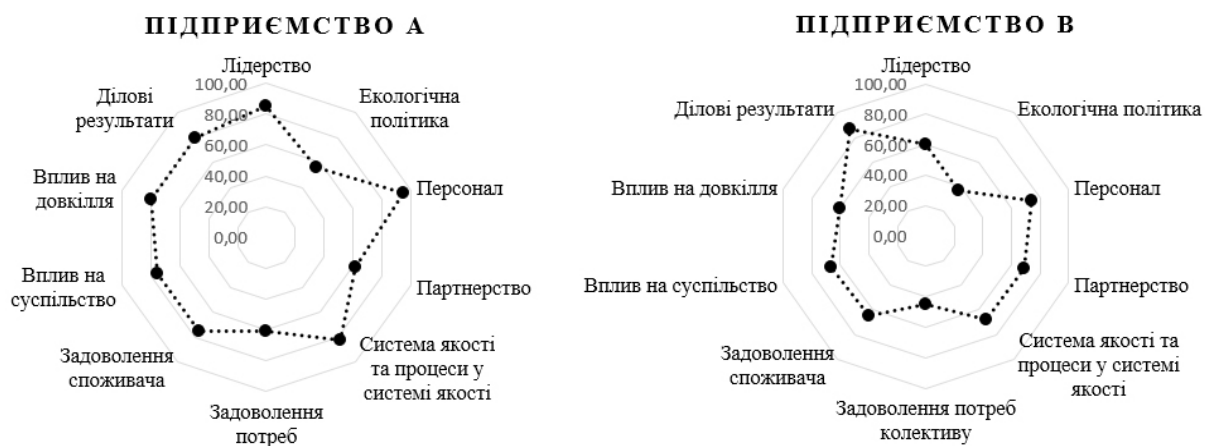 ПІДПРИЄМСТВО А
Лідерство
Екологічна
політика
Персонал
Партнерство
Система якості
та процеси у
системі якості
Задоволення
потреб
Задоволення
споживача
Вплив на
суспільство
Вплив на
довкілля
Ділові
результати
100,00
80,00
60,00
40,00
20,00
0,00
ПІДПРИЄМСТВО В
Лідерство
Екологічна політика
Персонал
Партнерство
Система якості та
процеси у системі
якості
Задоволення потреб
колективу
Задоволення
споживача
Вплив на суспільство
Вплив на довкілля
Ділові результати
100,00
80,00
60,00
40,00
20,00
0,00